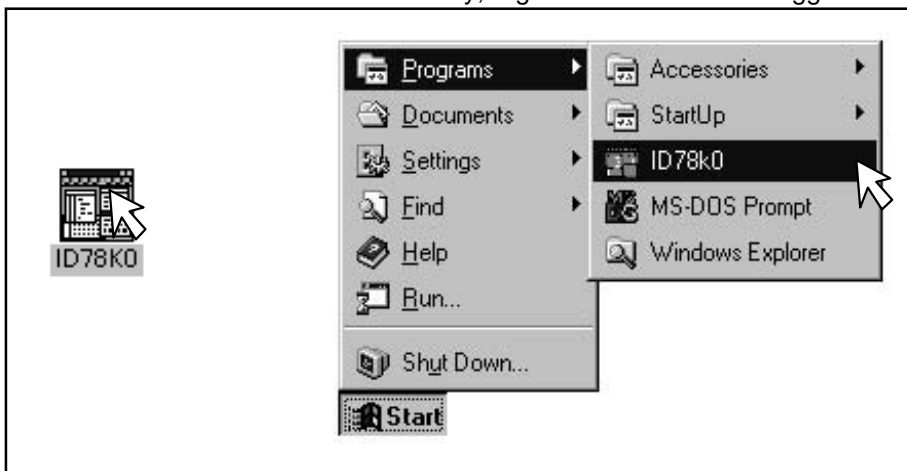 Programs
Documents
Settings
Find
Help
Run...
Shut Down...
Start
Accessories
StartUp
ID78k0
MS-DOS Prompt
Windows Explorer
ID78K0